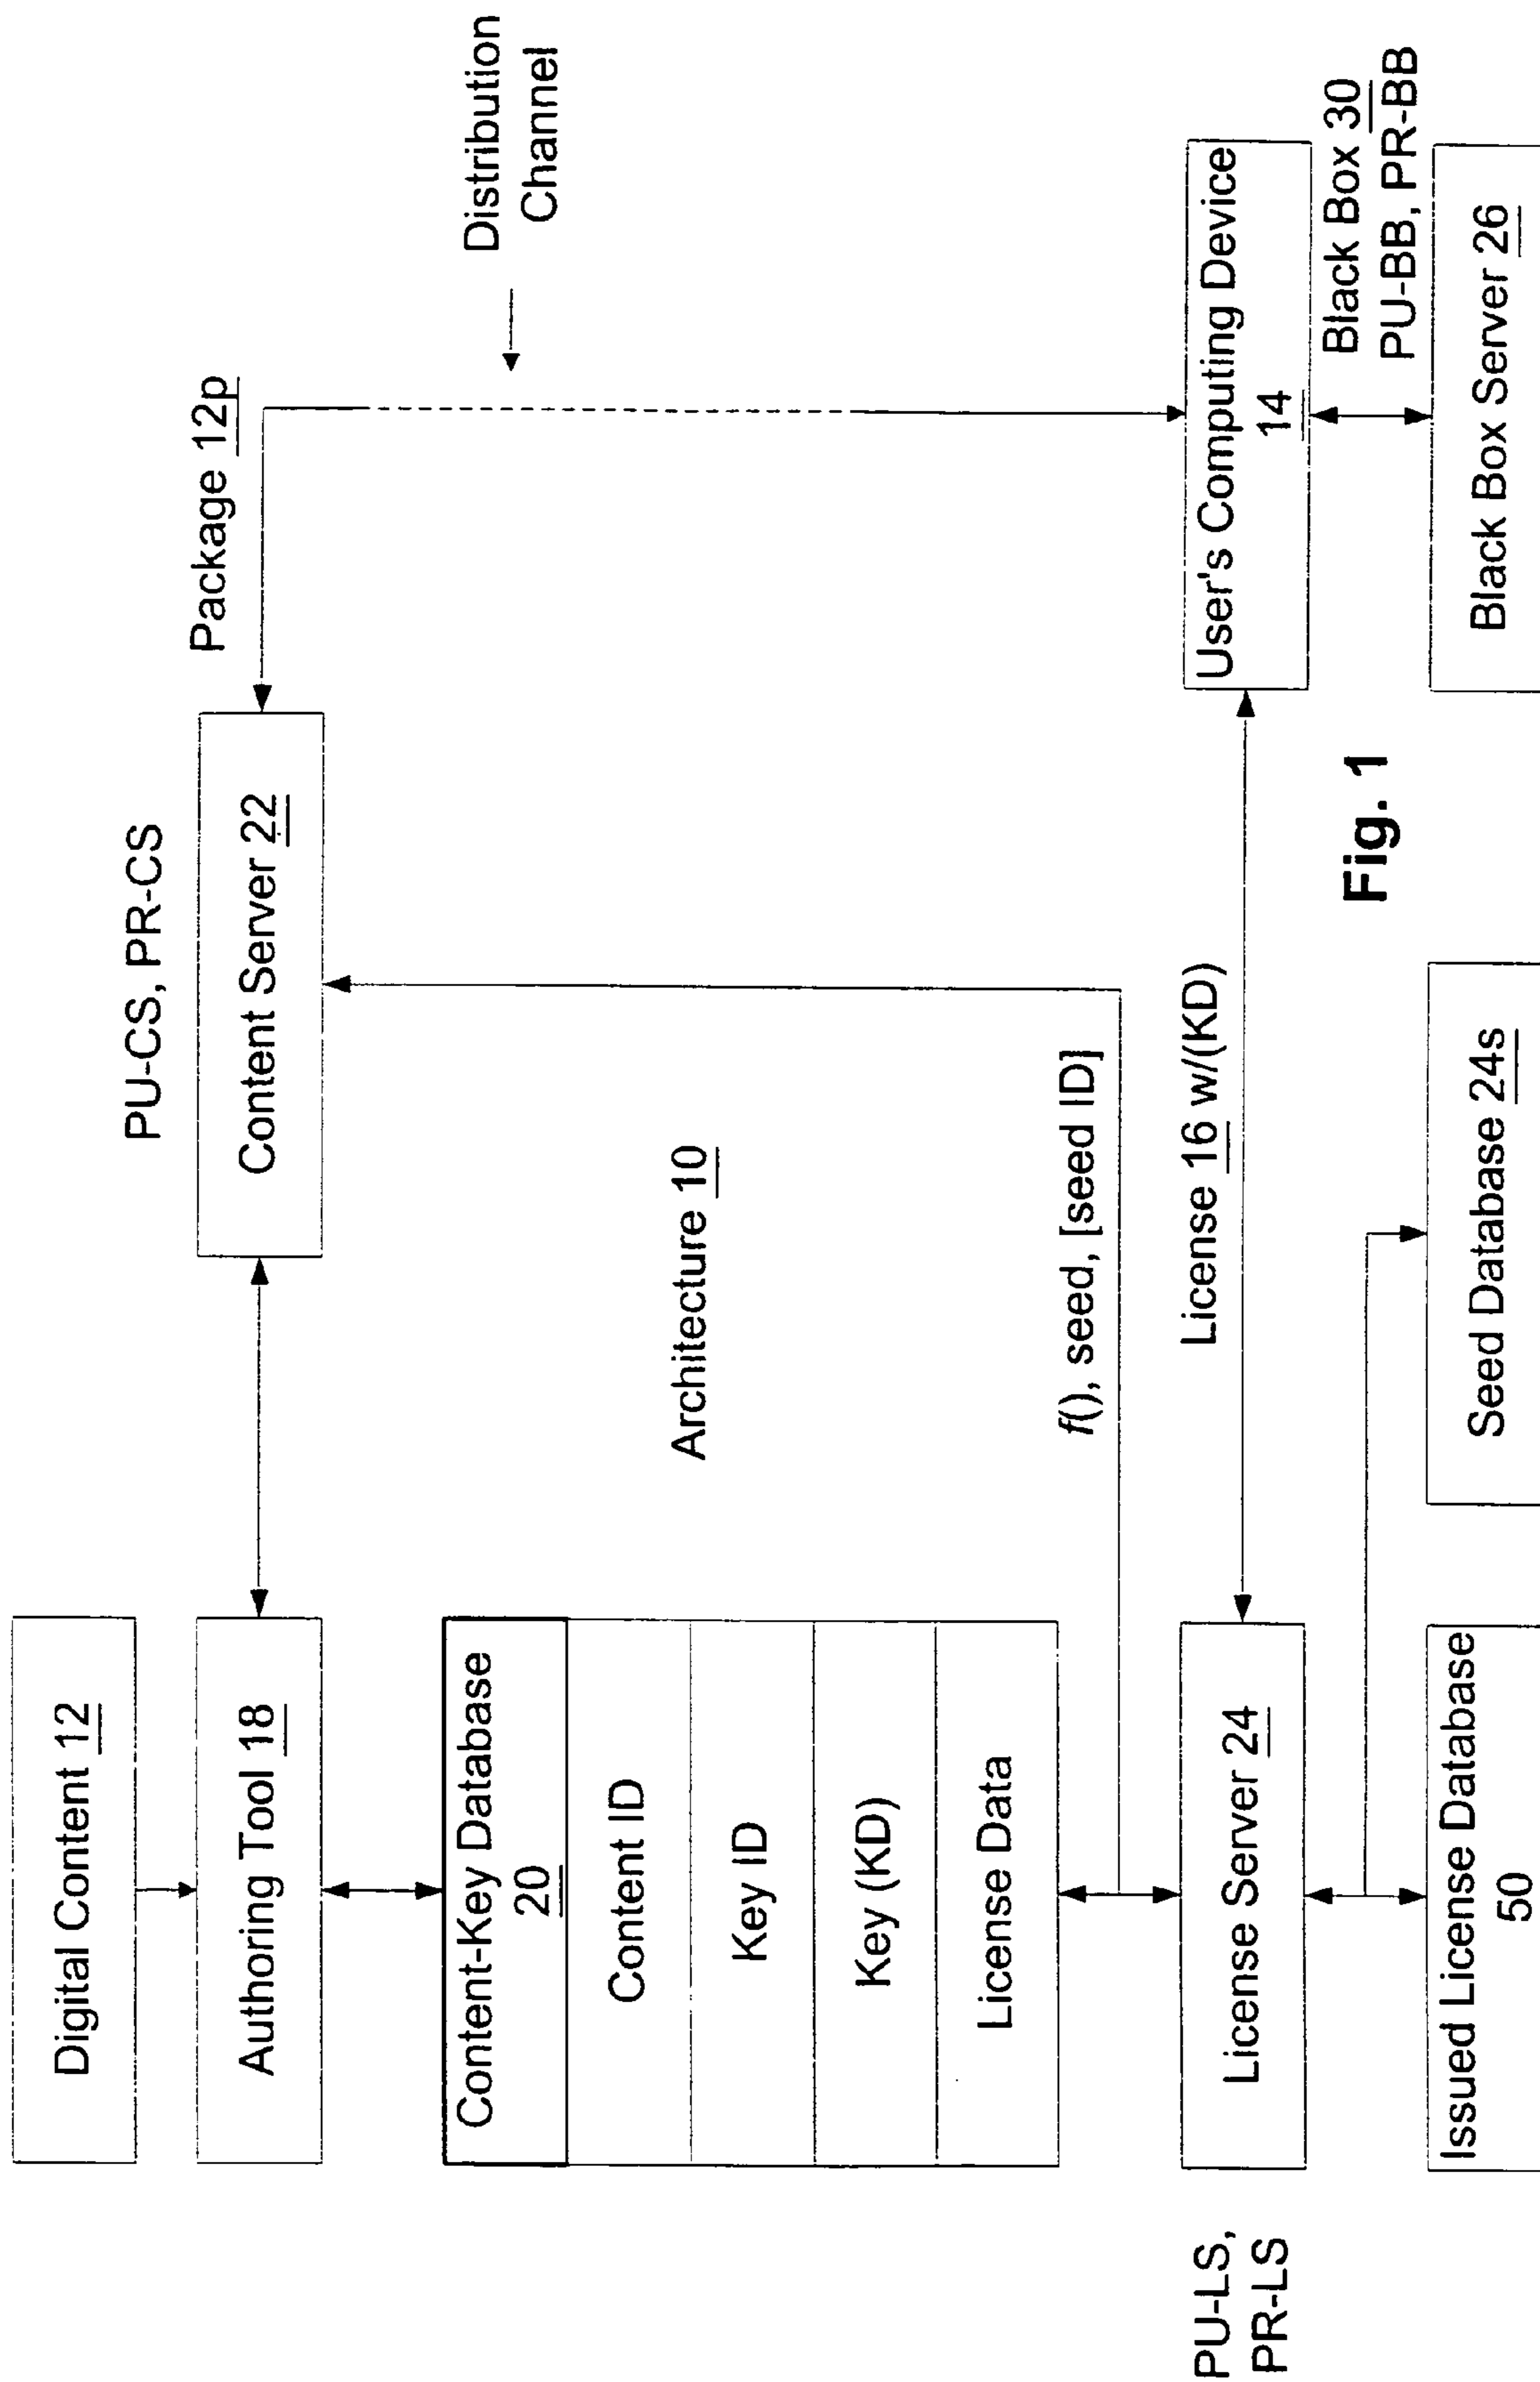 Digital Content 12
Authoring Tool 18
Content-Key Database
20
Content ID
Key ID
Key (KD)
License Data
PU-LS,
PR-LS
License Server 24
Issued License Database
50
PU-CS, PR-CS
Content Server 22
Architecture 10
f(), seed, [seed ID]
License 16 w/(KD)
Seed Database 24s
Package 12p
Distribution
Channel
User's Computing Device
14
Black Box 30
PU-BB, PR-BB
Black Box Server 26
Fig. 1